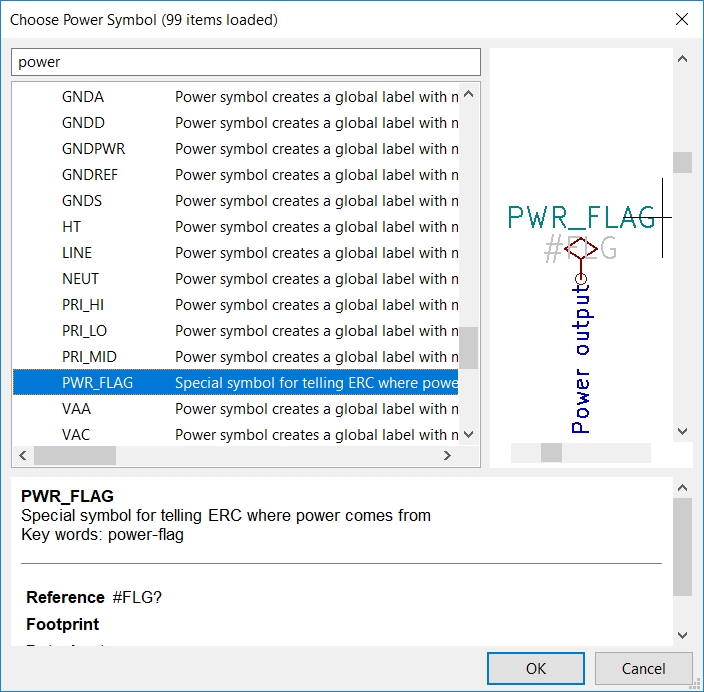 Choose Power Symbol (99 items loaded)
power
GNDA Power symbol creates a global label with n
GNDD Power symbol creates a global label with n
GNDPWR Power symbol creates a global label with n
GNDREF Power symbol creates a global label with n
GNDS Power symbol creates a global label with n
HT Power symbol creates a global label with n
LINE Power symbol creates a global label with n
NEUT Power symbol creates a global label with n
PRI_HI Power symbol creates a global label with n
PRI_LO Power symbol creates a global label with n
PRI_MID Power symbol creates a global label with n
PWR_FLAG Special symbol for telling ERC where powe
VAA Power symbol creates a global label with n
VAC Power symbol creates a global label with n
PWR_FLAG
#FLG
Power output
PWR_FLAG
Special symbol for telling ERC where power comes from
Key words: power-flag
Reference #FLG?
Footprint
OK Cancel